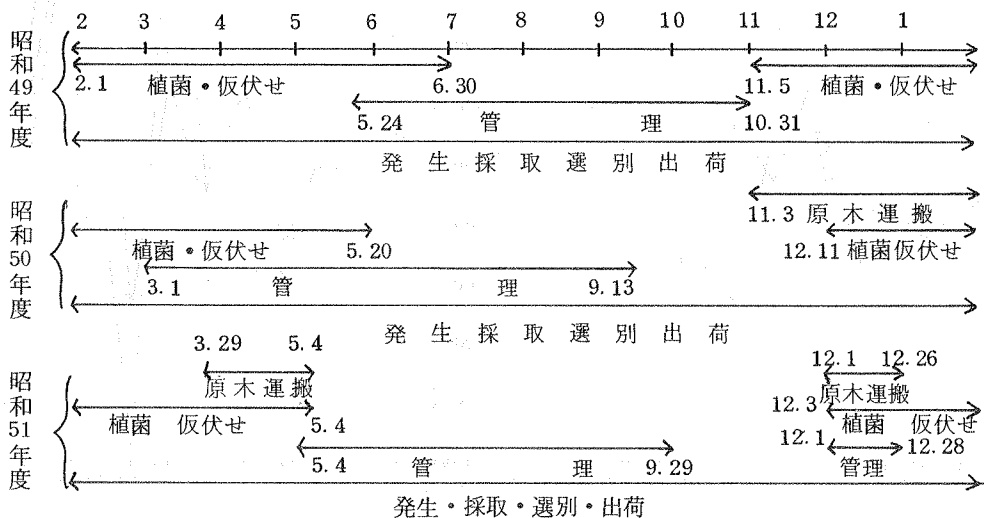 2 3 4 5 6 7 8 9 10 11 12 1
昭和49年度
2.1 植菌・仮伏せ 6.30 11.5 植菌・仮伏せ
5.24 管理 10.31
発生採取選別出荷
昭和50年度
11.3 原木運搬
植菌・仮伏せ 5.20 12.11 植菌仮伏せ
3.1 管理 9.13
発生採取選別出荷
昭和51年度
3.29 5.4 12.1 12.26
原木運搬 原木運搬
植菌 仮伏せ 5.4 12.3 植菌 仮伏せ
5.4 管理 9.29 12.1 管理 12.28
発生・採取・選別・出荷